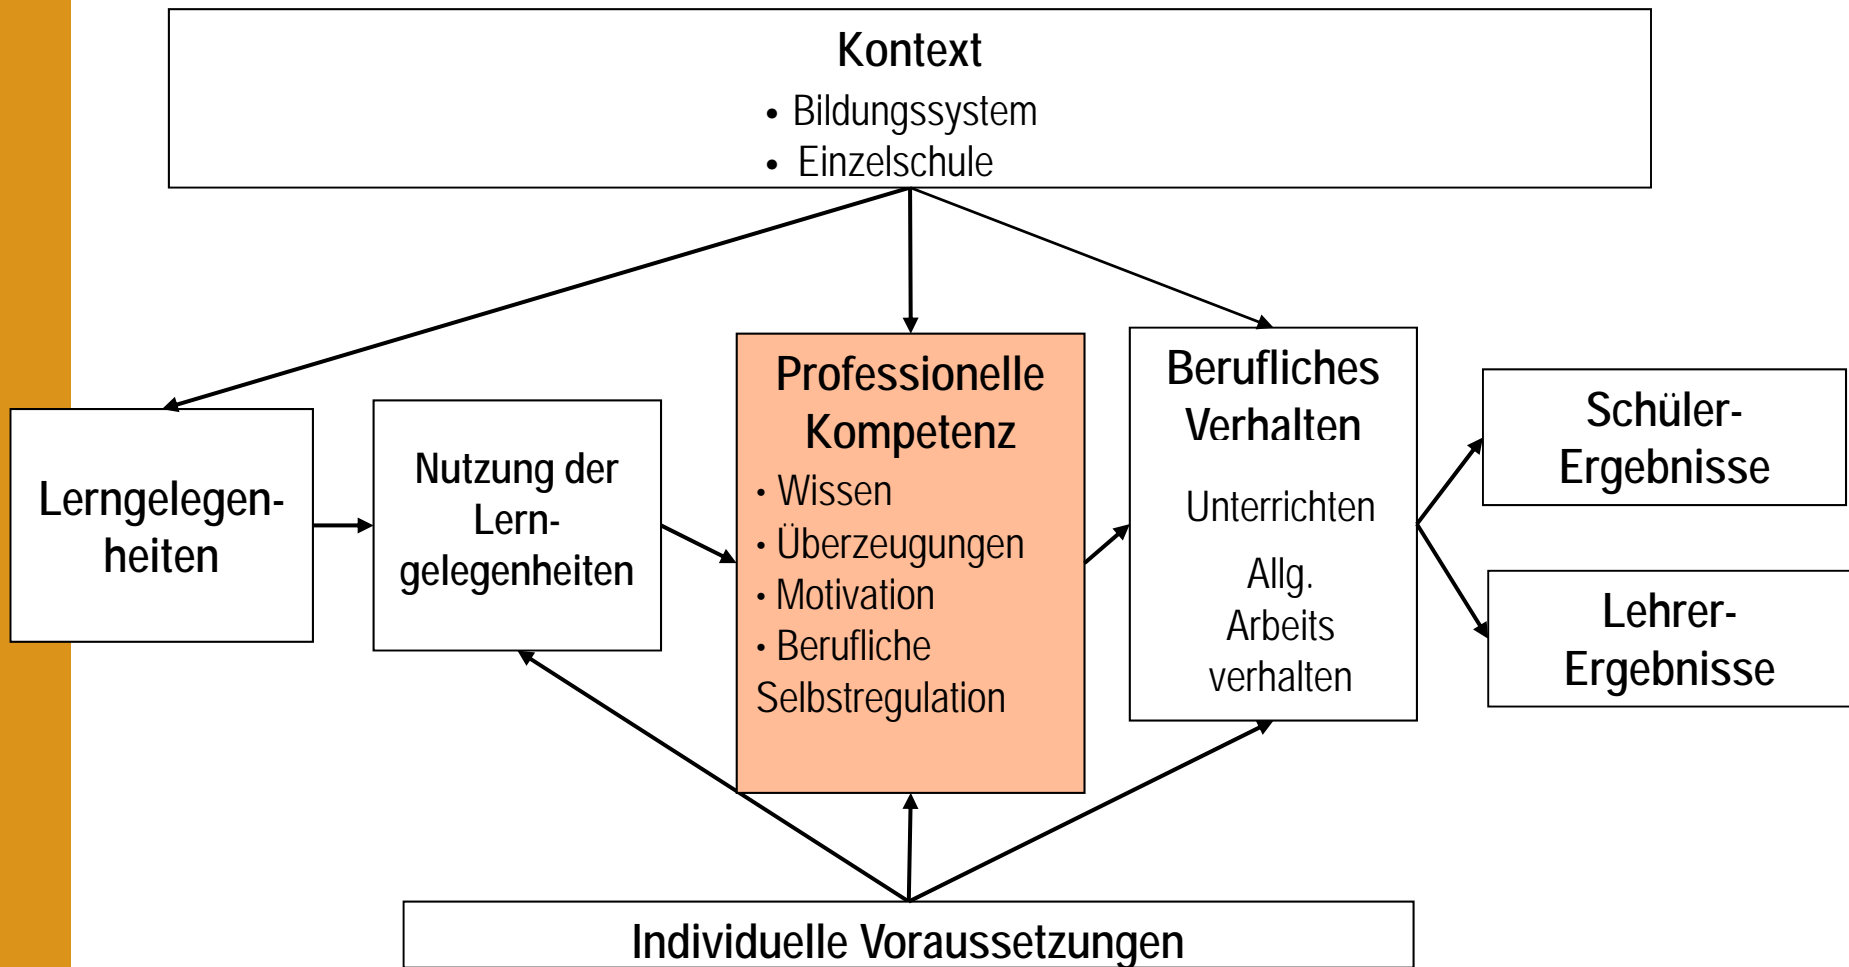 Kontext
• Bildungssystem
• Einzelschule
Lerngelegen-
heiten
Nutzung der
Lern-
gelegenheiten
Professionelle
Kompetenz
• Wissen
• Überzeugungen
• Motivation
• Berufliche
Selbstregulation
Berufliches
Verhalten
Unterrichten
Allg.
Arbeits
verhalten
Schüler-
Ergebnisse
Lehrer-
Ergebnisse
Individuelle Voraussetzungen